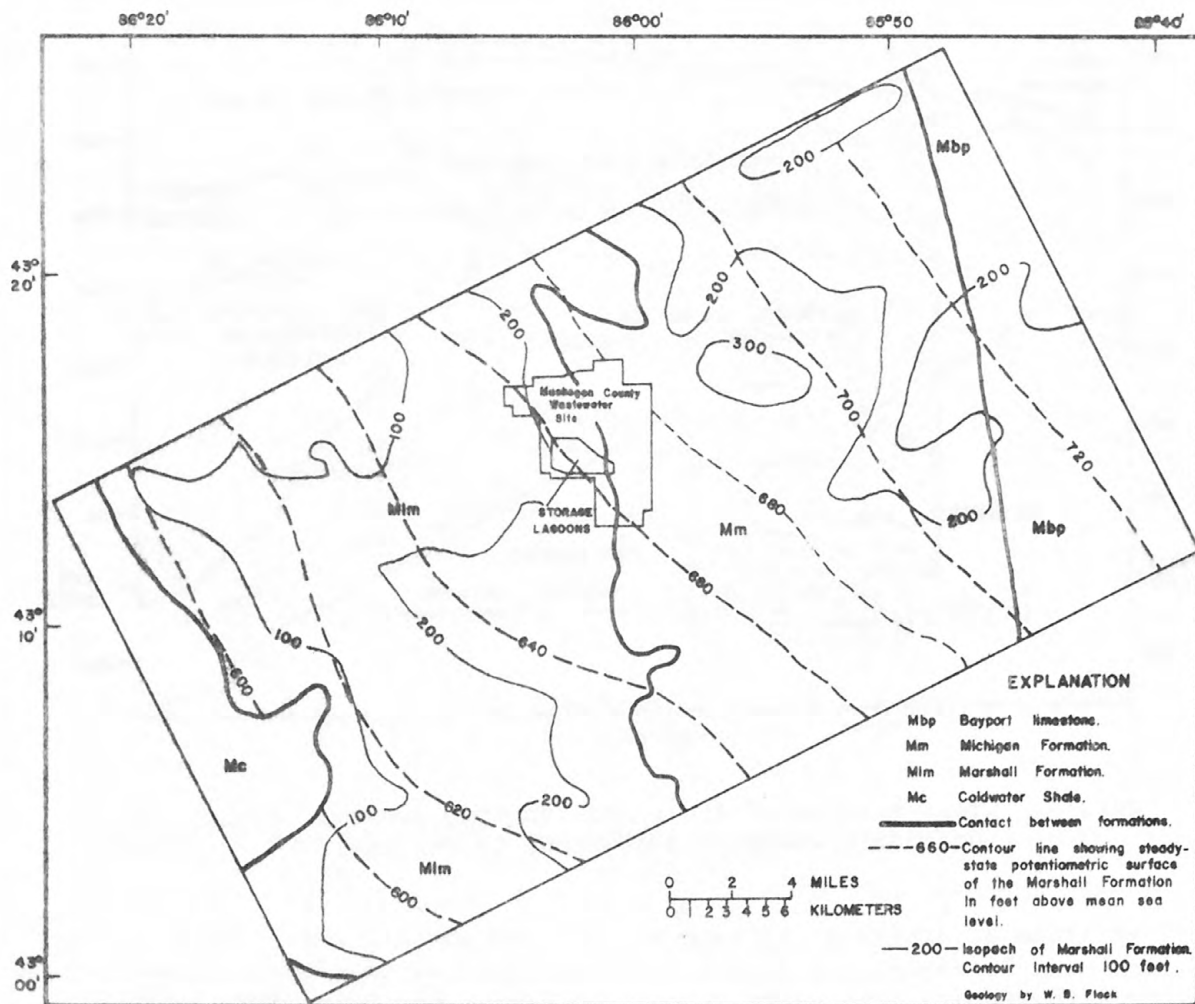 86°20' 86°10' 86°00' 85°50' 85°40'
Mbp
200
43°
20'
200
200
200
300
Muskegon County
Wastewater
Site
100
700
720
680
200
Mlm
STORAGE
LAGOONS
Mm
Mbp
43°
10'
100
200
680
640
600
EXPLANATION
Mbp Bayport limestone.
Mm Michigan Formation.
Mlm Marshall Formation.
Mc Coldwater Shale.
Contact between formations.
660 Contour line showing steady-
state potentiometric surface
of the Marshall Formation
in feet above mean sea
level.
200 Isopach of Marshall Formation.
Contour Interval 100 feet.
Geology by W. B. Fleck
Mc
200
100
620
Mlm
600
0 2 4 MILES
0 1 2 3 4 5 6 KILOMETERS
43°
00'